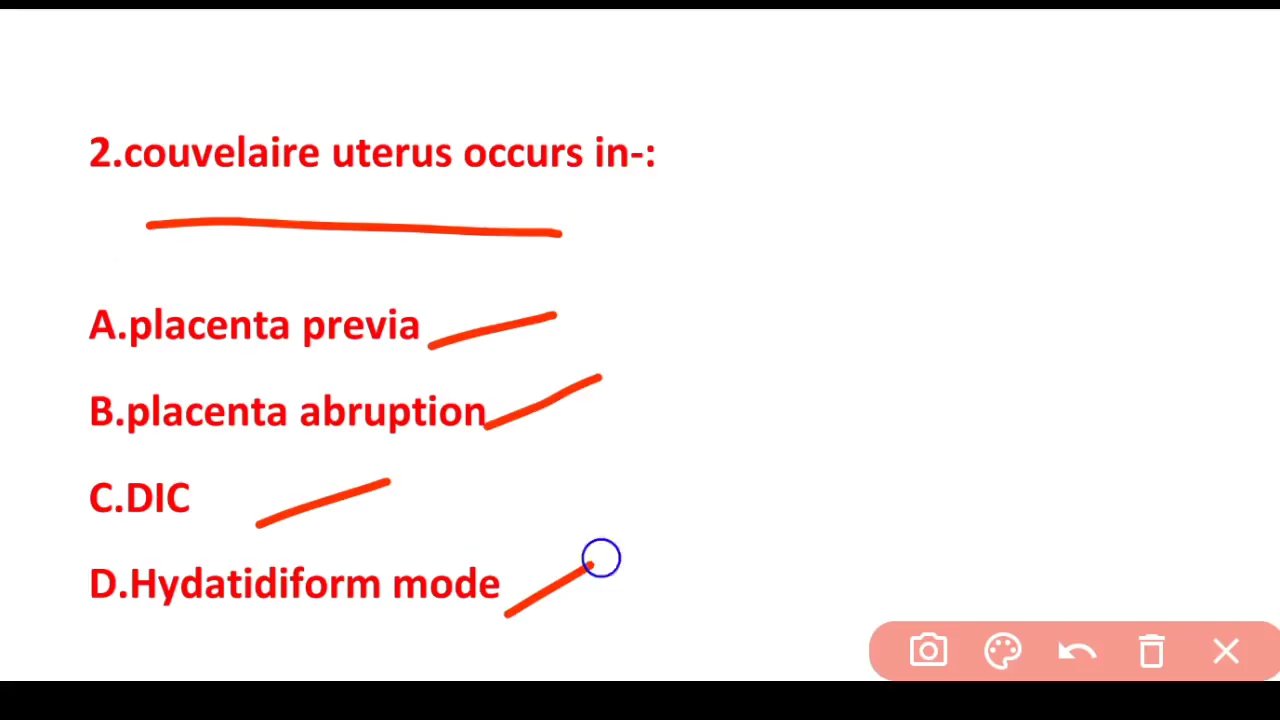 2.couvelaire uterus occurs in-:
A.placenta previa
B.placenta abruption
C.DIC
D.Hydatidiform mode